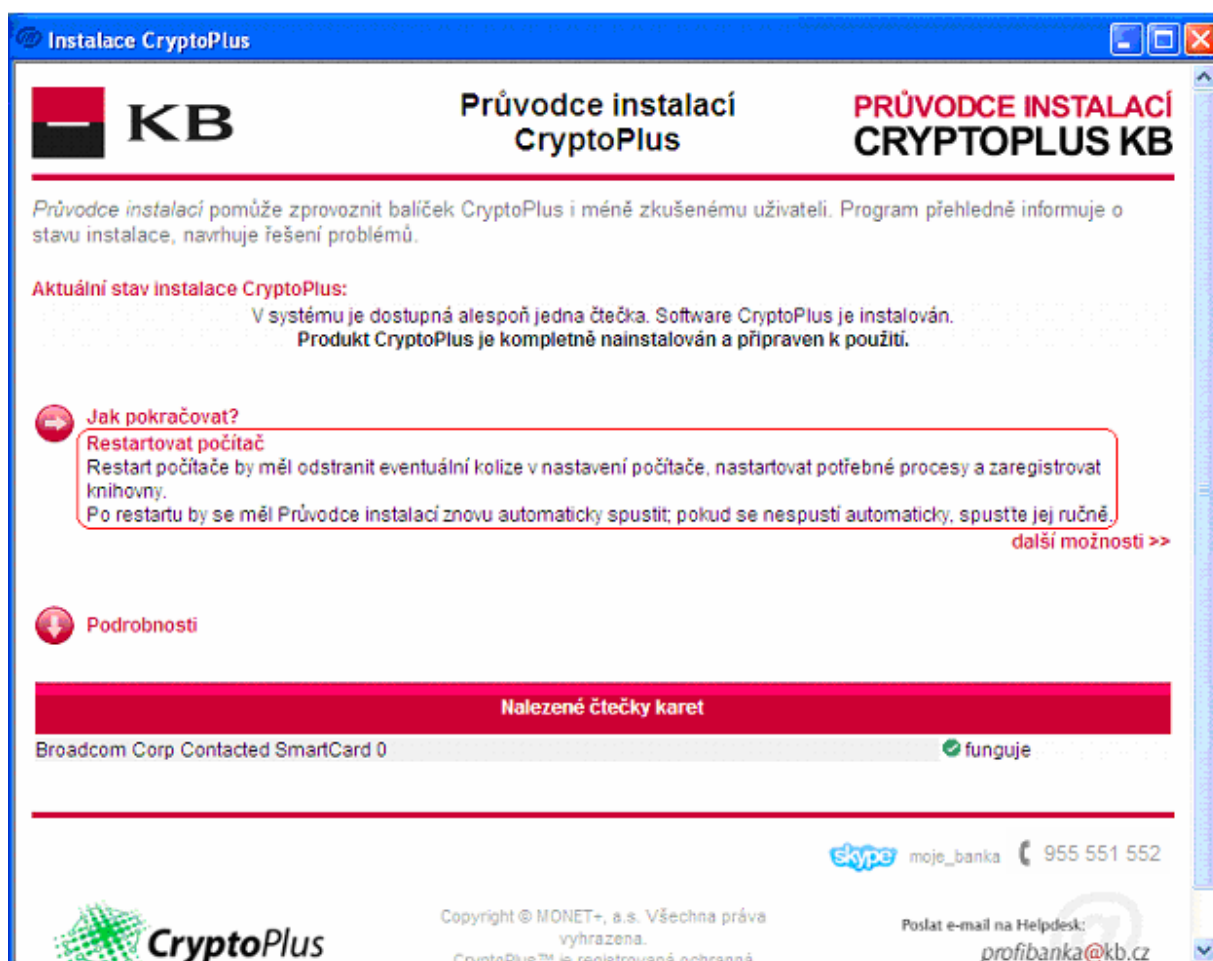 Instalace CryptoPlus
KB
Průvodce instalací
CryptoPlus
PRŮVODCE INSTALACÍ
CRYPTOPLUS KB
Průvodce instalací pomůže zprovoznit balíček CryptoPlus i méně zkušenému uživateli. Program přehledně informuje o
stavu instalace, navrhuje řešení problémů.
Aktuální stav instalace CryptoPlus:
V systému je dostupná alespoň jedna čtečka. Software CryptoPlus je instalován.
Produkt CryptoPlus je kompletně nainstalován a připraven k použití.
Jak pokračovat?
Restartovat počítač
Restart počítače by měl odstranit eventuální kolize v nastavení počítače, nastartovat potřebné procesy a zaregistrovat
knihovny.
Po restartu by se měl Průvodce instalací znovu automaticky spustit; pokud se nespustí automaticky, spusťte jej ručně.
další možnosti >>
Podrobnosti
Nalezené čtečky karet
Broadcom Corp Contacted SmartCard 0 funguje
skype moje_banka 955 551 552
CryptoPlus
Copyright © MONET+, a.s. Všechna práva
vyhrazena.
CryptoPlus™ je registrovaná ochranná
Poslat e-mail na Helpdesk:
profibanka@kb.cz